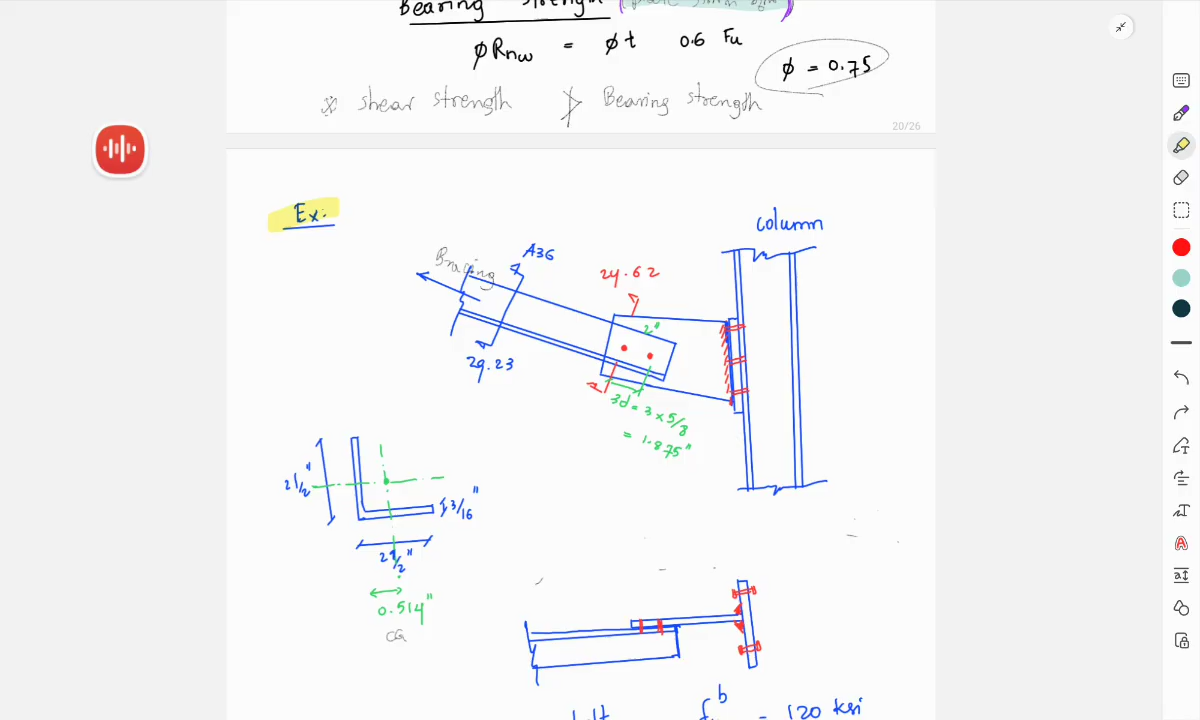 Bearing strength
φRnw = φt 0.6 Fu
φ = 0.75
※ shear strength ≯ Bearing strength
20/26
Ex.
column
Bracing
A36
24.62
2"
29.23
3d = 3 × 5/8
= 1.875"
2 1/2"
3/16"
2 1/2"
0.514"
CG
bolt
b
= 120 ksi